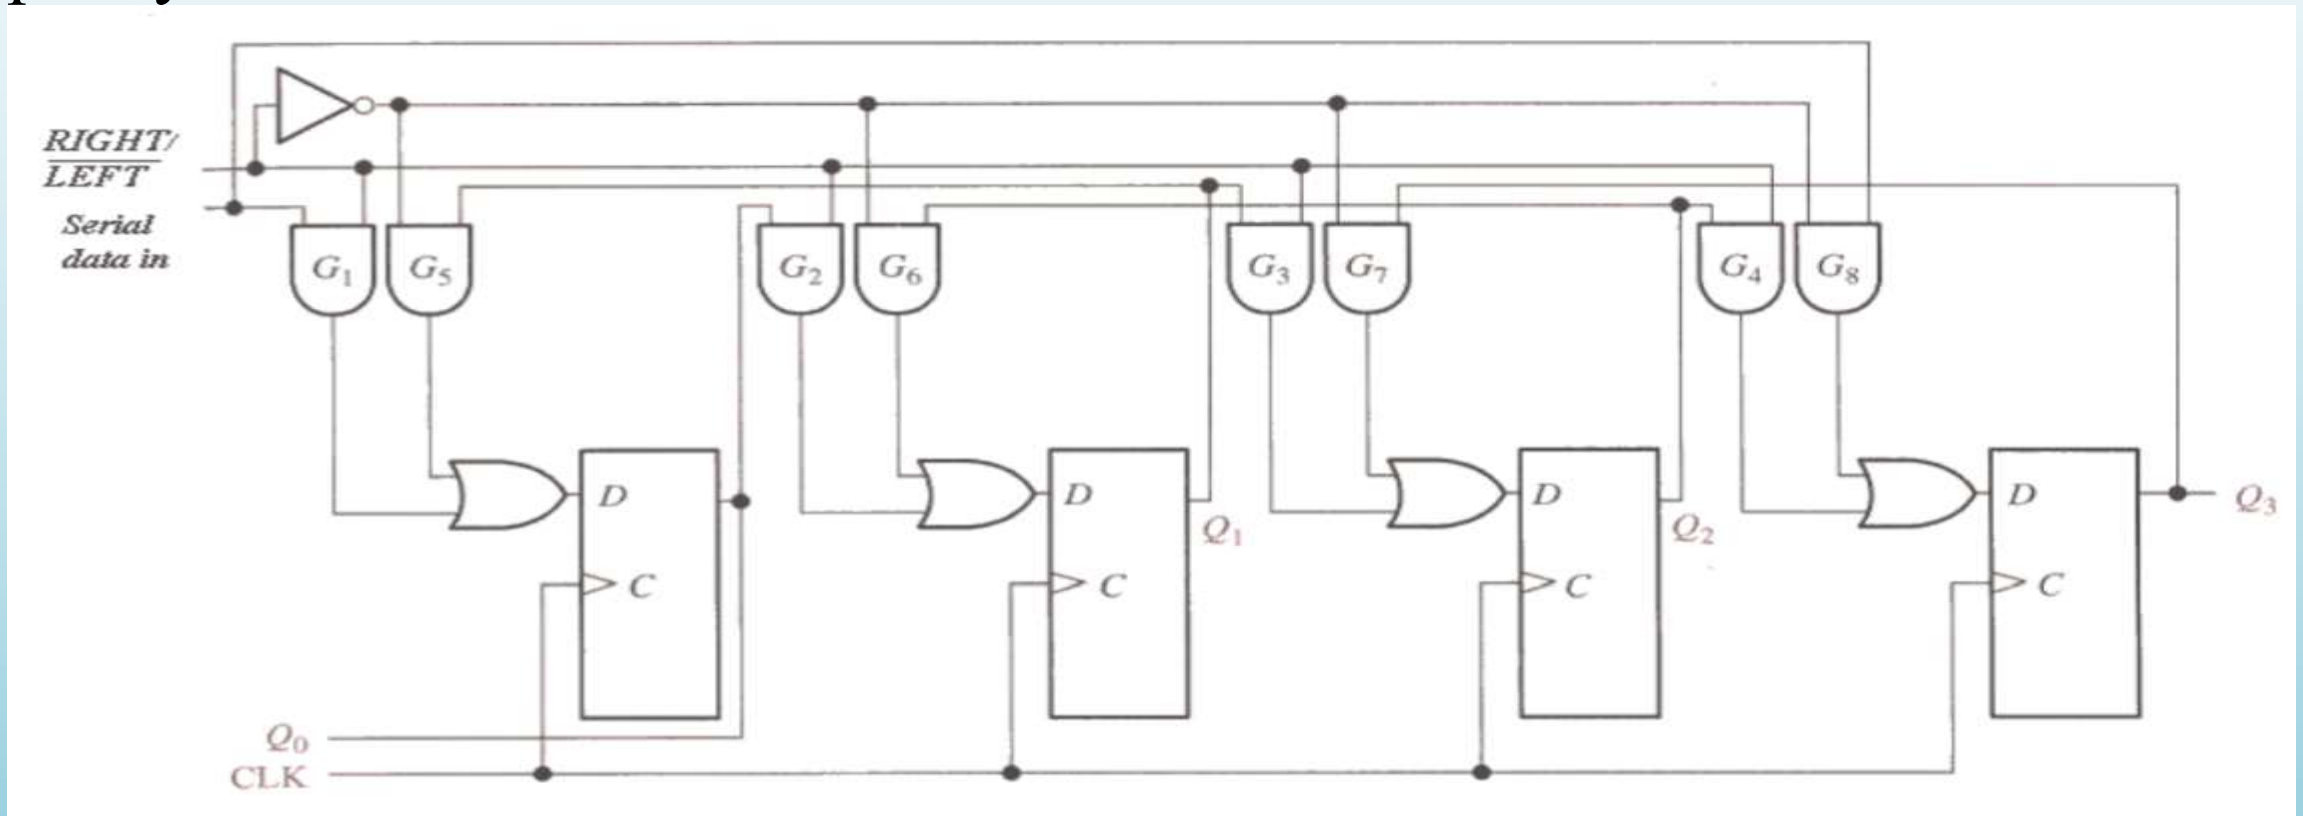 RIGHT/
LEFT
Serial
data in
G1 G5 G2 G6 G3 G7 G4 G8
D D D D
Q1 Q2 Q3
C C C C
Q0
CLK